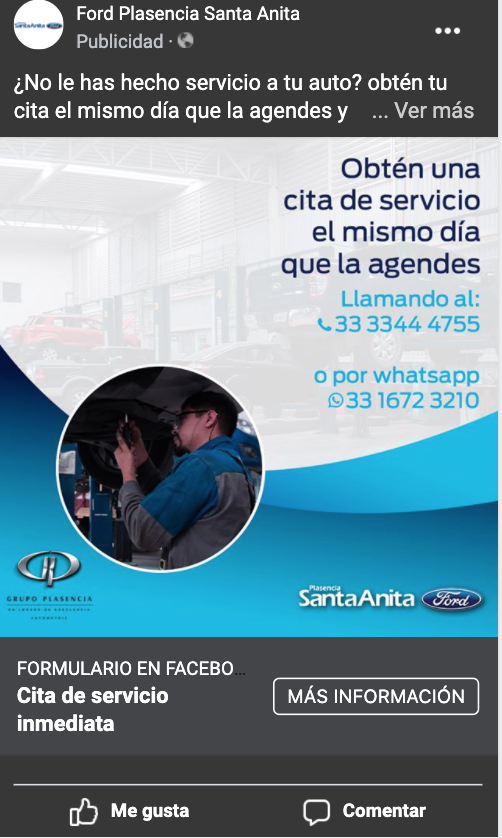 Ford Plasencia Santa Anita
Publicidad ·
¿No le has hecho servicio a tu auto? obtén tu
cita el mismo día que la agendes y ... Ver más
Obtén una
cita de servicio
el mismo día
que la agendes
Llamando al:
33 3344 4755
o por whatsapp
33 1672 3210
GRUPO PLASENCIA
Plasencia
SantaAnita Ford
FORMULARIO EN FACEBO...
Cita de servicio
inmediata
MÁS INFORMACIÓN
Me gusta
Comentar